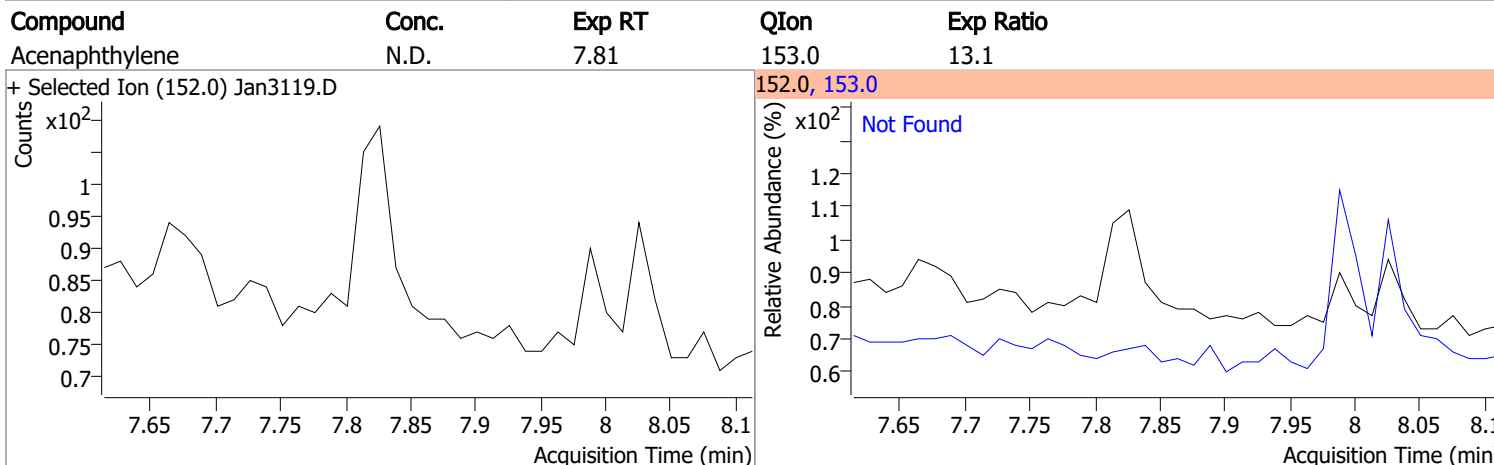 Compound Conc. Exp RT QIon Exp Ratio
Acenaphthylene N.D. 7.81 153.0 13.1
+ Selected Ion (152.0) Jan3119.D
Counts
x10²
1
0.95
0.9
0.85
0.8
0.75
0.7
7.65 7.7 7.75 7.8 7.85 7.9 7.95 8 8.05 8.1
Acquisition Time (min)
152.0, 153.0
Relative Abundance (%)
x10²
Not Found
1.2
1.1
1
0.9
0.8
0.7
0.6
7.65 7.7 7.75 7.8 7.85 7.9 7.95 8 8.05 8.1
Acquisition Time (min